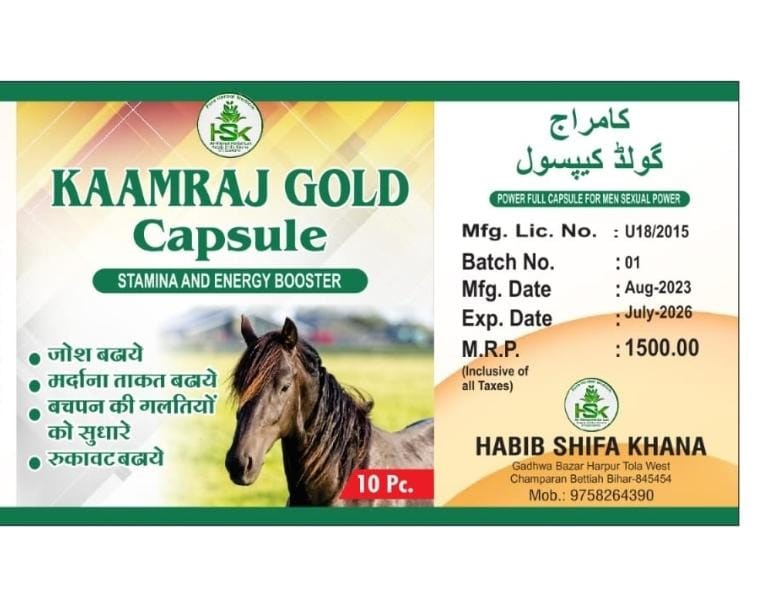 HSK
KAAMRAJ GOLD
Capsule
STAMINA AND ENERGY BOOSTER
जोश बढायें
मर्दाना ताकत बढायें
बचपन की गलतियों
को सुधारे
रुकावट बढायें
10 Pc.
کامراج
گولڈ کیپسول
POWER FULL CAPSULE FOR MEN SEXUAL POWER
Mfg. Lic. No. : U18/2015
Batch No. : 01
Mfg. Date : Aug-2023
Exp. Date : July-2026
M.R.P. : 1500.00
(Inclusive of
all Taxes)
HSK
HABIB SHIFA KHANA
Gadhwa Bazar Harpur Tola West
Champaran Bettiah Bihar-845454
Mob.: 9758264390